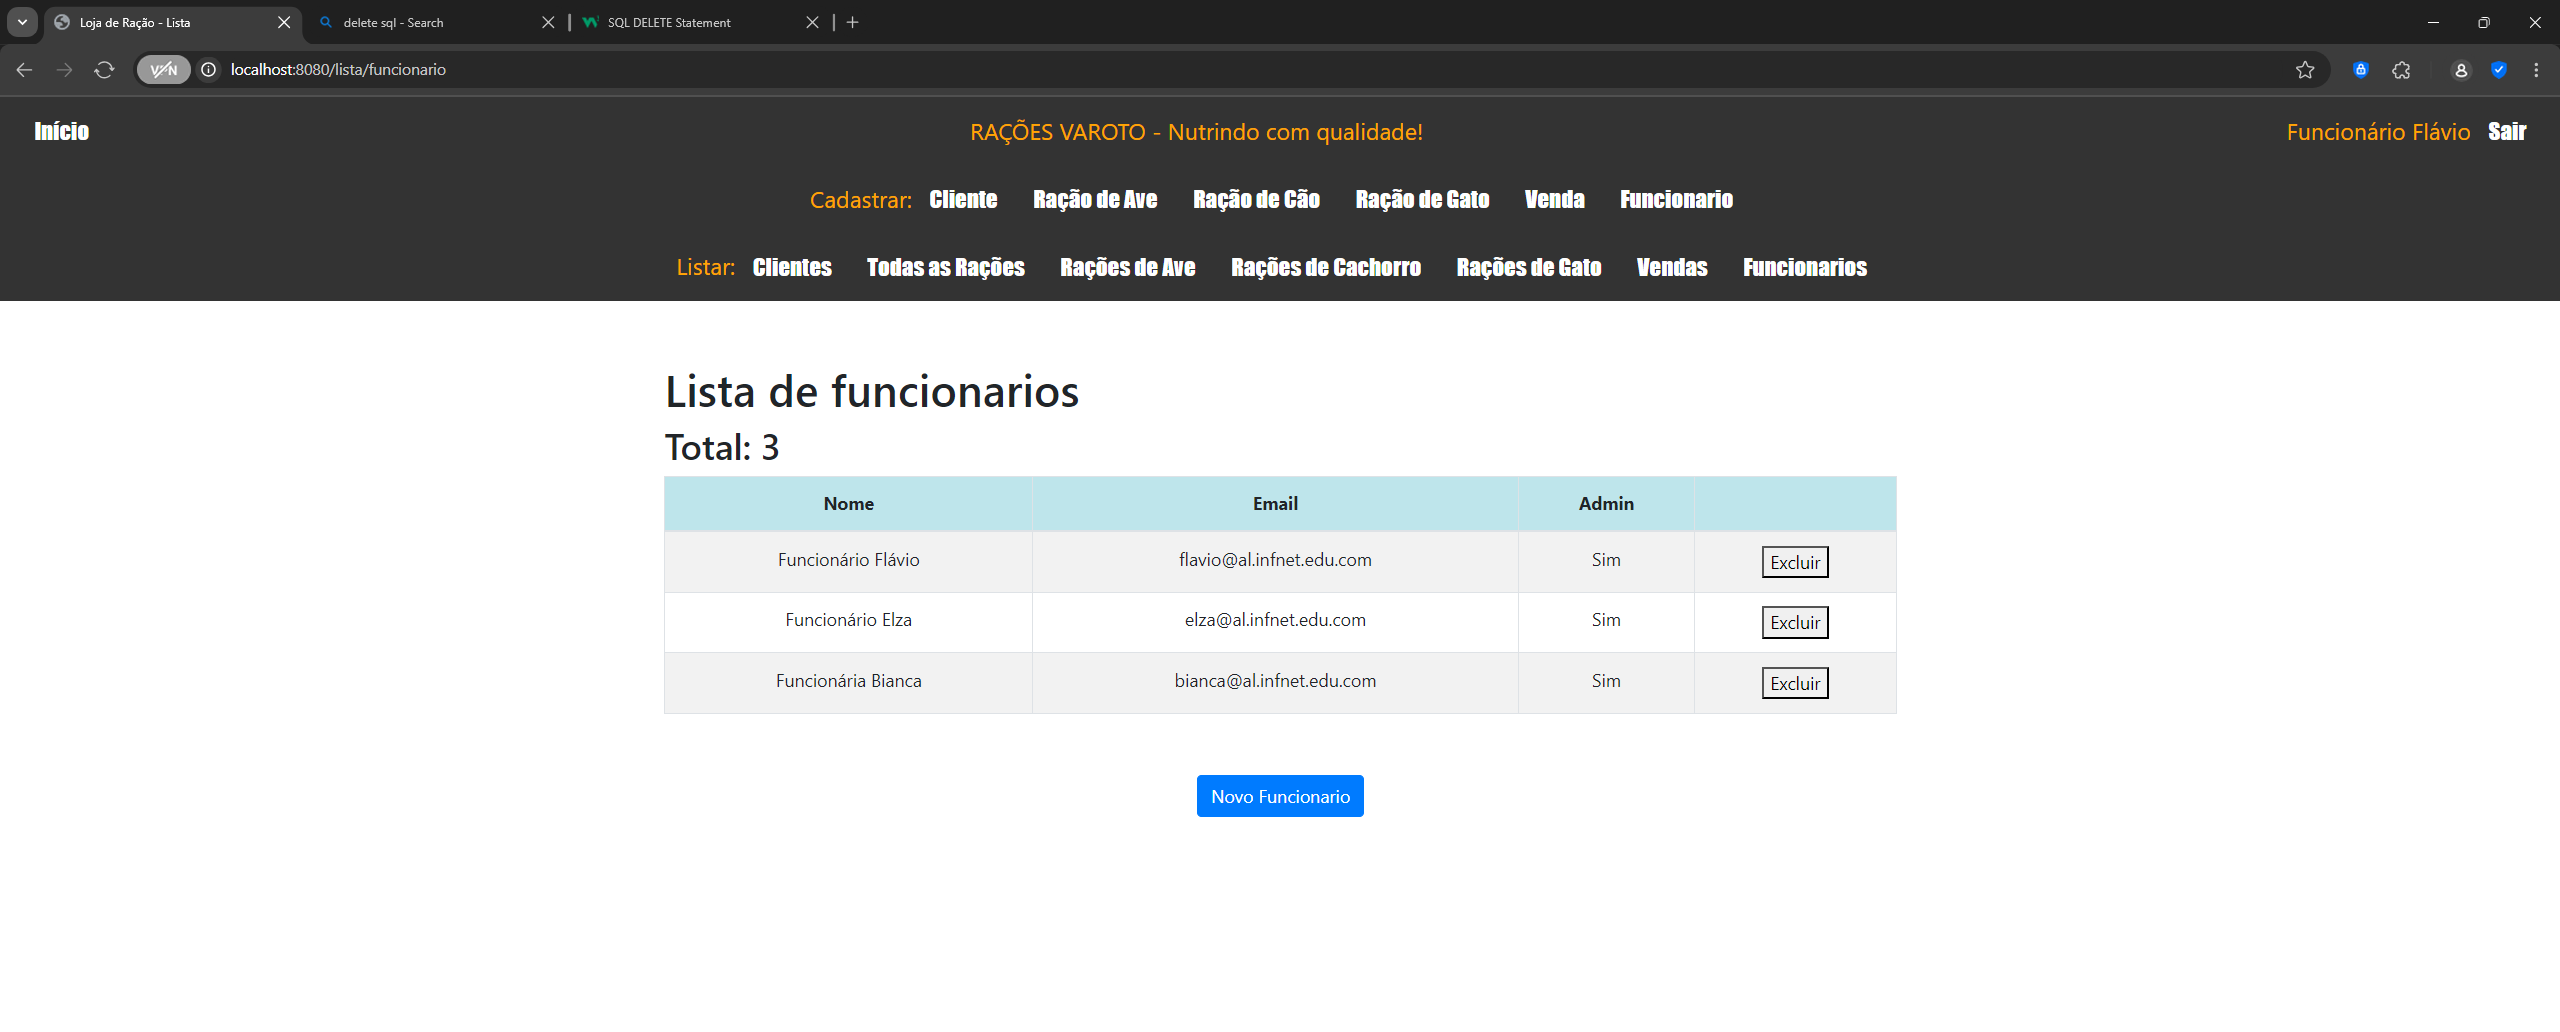 Loja de Ração - Lista delete sql - Search SQL DELETE Statement
VPN localhost:8080/lista/funcionario
Início RAÇÕES VAROTO - Nutrindo com qualidade! Funcionário Flávio Sair
Cadastrar: Cliente Ração de Ave Ração de Cão Ração de Gato Venda Funcionario
Listar: Clientes Todas as Rações Rações de Ave Rações de Cachorro Rações de Gato Vendas Funcionarios
Lista de funcionarios
Total: 3
Nome Email Admin
Funcionário Flávio flavio@al.infnet.edu.com Sim Excluir
Funcionário Elza elza@al.infnet.edu.com Sim Excluir
Funcionária Bianca bianca@al.infnet.edu.com Sim Excluir
Novo Funcionario